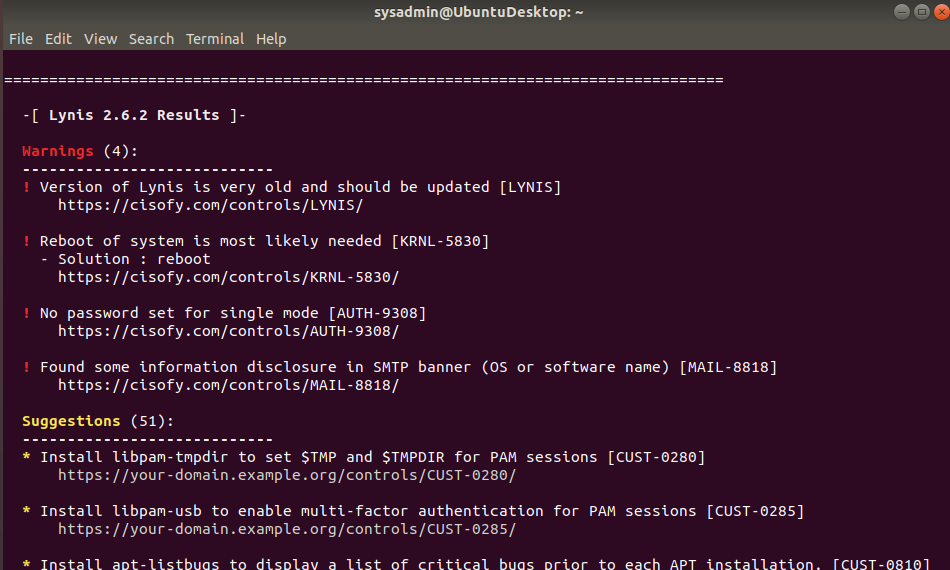 sysadmin@UbuntuDesktop: ~
File Edit View Search Terminal Help
================================================================================
-[ Lynis 2.6.2 Results ]-
Warnings (4):
----------------------------
! Version of Lynis is very old and should be updated [LYNIS]
https://cisofy.com/controls/LYNIS/
! Reboot of system is most likely needed [KRNL-5830]
- Solution : reboot
https://cisofy.com/controls/KRNL-5830/
! No password set for single mode [AUTH-9308]
https://cisofy.com/controls/AUTH-9308/
! Found some information disclosure in SMTP banner (OS or software name) [MAIL-8818]
https://cisofy.com/controls/MAIL-8818/
Suggestions (51):
----------------------------
* Install libpam-tmpdir to set $TMP and $TMPDIR for PAM sessions [CUST-0280]
https://your-domain.example.org/controls/CUST-0280/
* Install libpam-usb to enable multi-factor authentication for PAM sessions [CUST-0285]
https://your-domain.example.org/controls/CUST-0285/
* Install apt-listbugs to display a list of critical bugs prior to each APT installation. [CUST-0810]